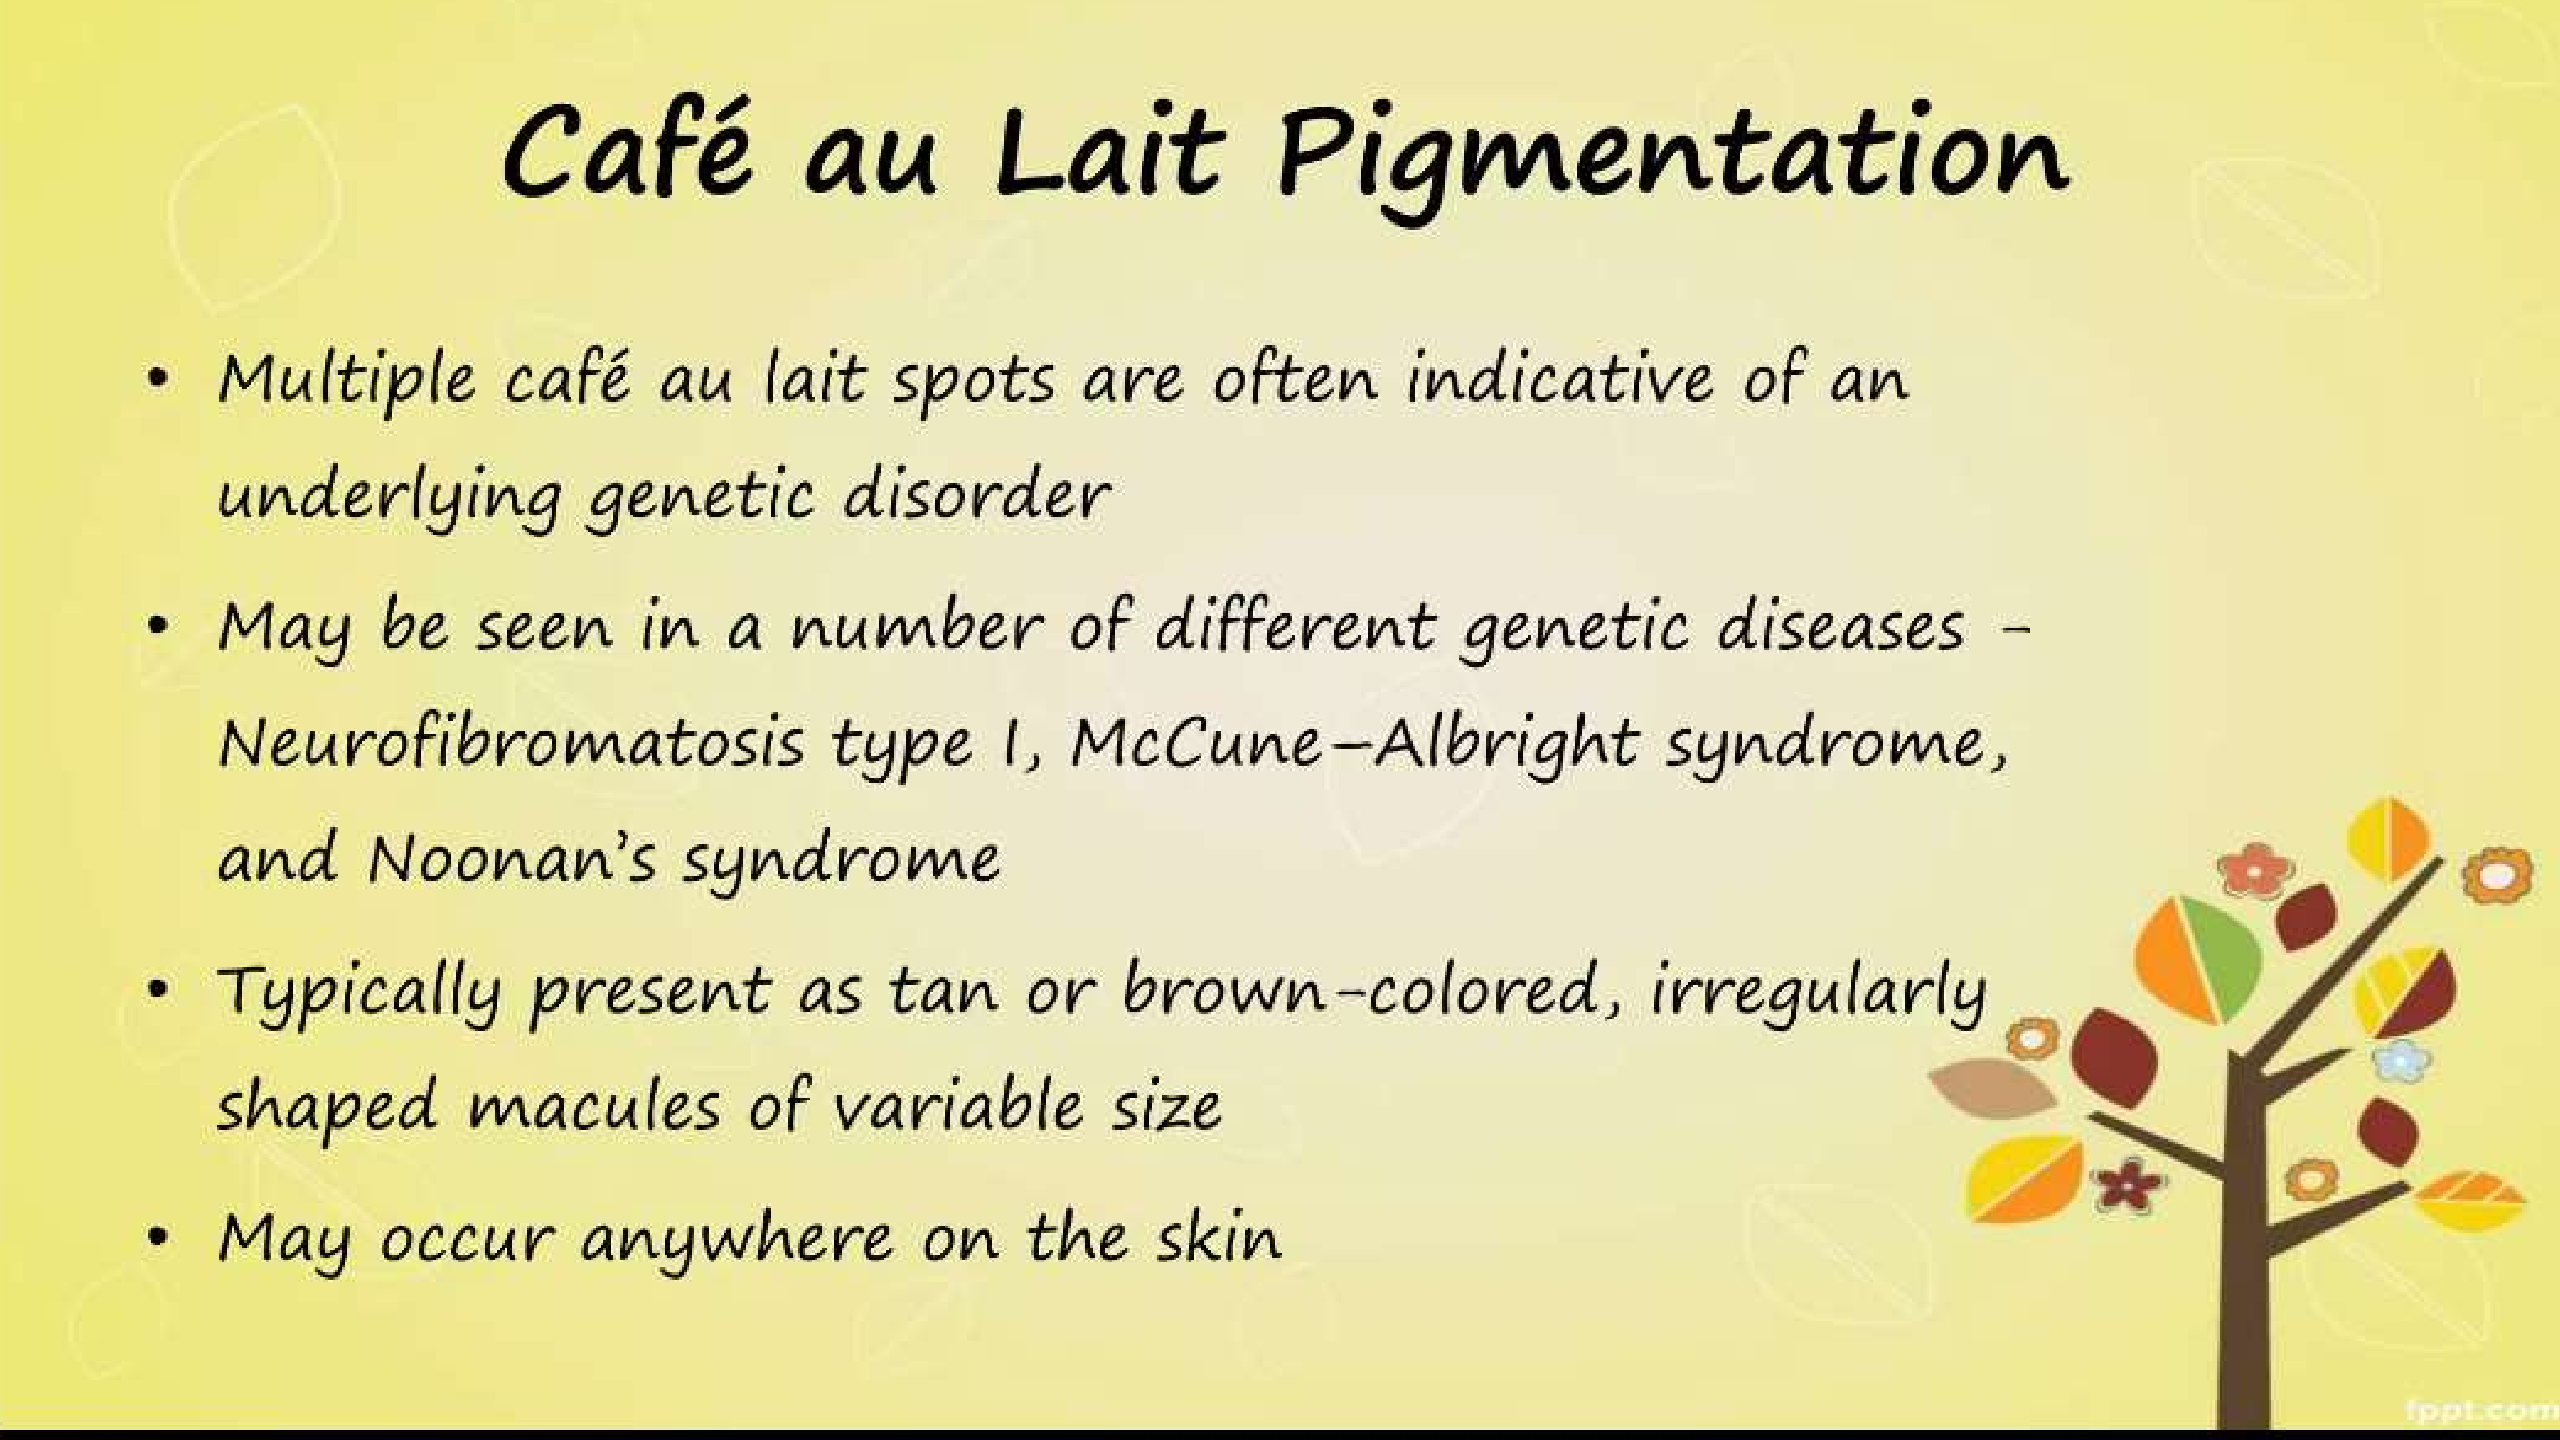 Café au Lait Pigmentation
• Multiple café au lait spots are often indicative of an
underlying genetic disorder
• May be seen in a number of different genetic diseases -
Neurofibromatosis type I, McCune–Albright syndrome,
and Noonan’s syndrome
• Typically present as tan or brown-colored, irregularly
shaped macules of variable size
• May occur anywhere on the skin
fppt.com